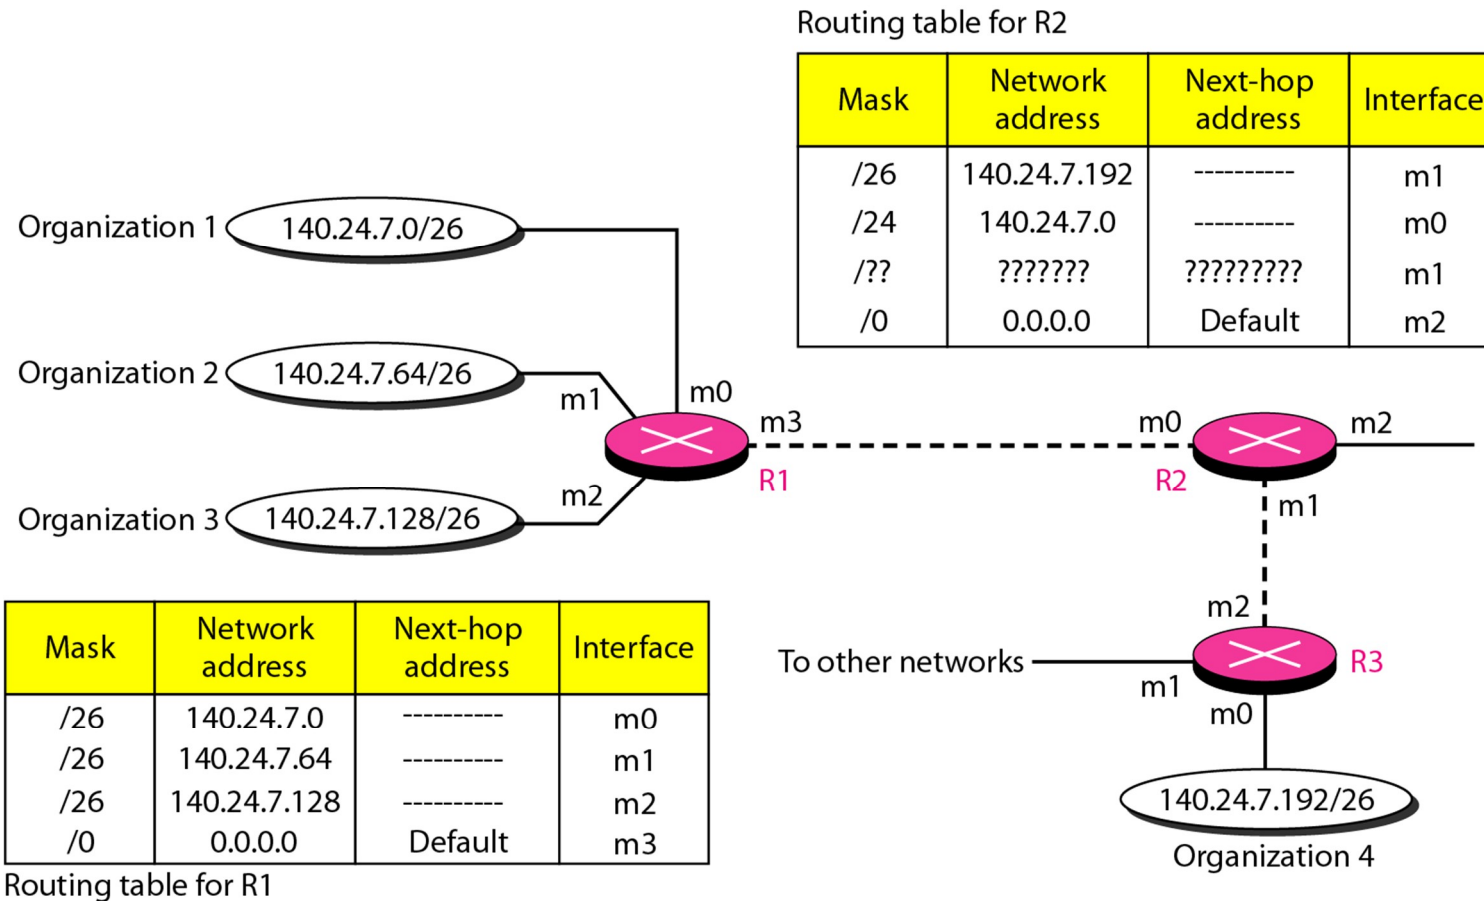 Routing table for R2
Mask Network address Next-hop address Interface
/26 140.24.7.192 ---------- m1
/24 140.24.7.0 ---------- m0
/?? ??????? ????????? m1
/0 0.0.0.0 Default m2
Organization 1 140.24.7.0/26
Organization 2 140.24.7.64/26
Organization 3 140.24.7.128/26
m0
m1
m2
m3
R1
m0
m2
R2
m1
m2
To other networks
R3
m1
m0
140.24.7.192/26
Organization 4
Mask Network address Next-hop address Interface
/26 140.24.7.0 ---------- m0
/26 140.24.7.64 ---------- m1
/26 140.24.7.128 ---------- m2
/0 0.0.0.0 Default m3
Routing table for R1